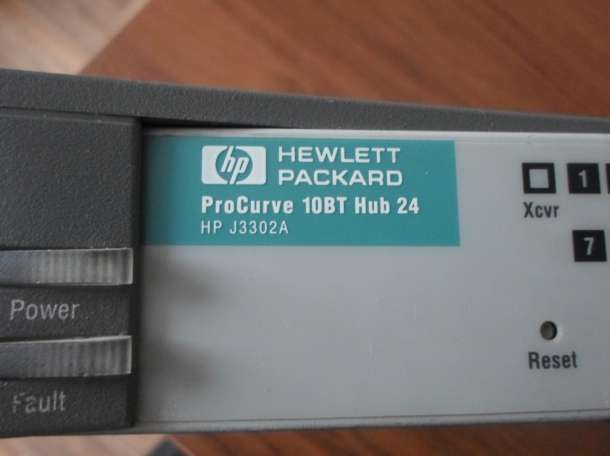 hp
HEWLETT
PACKARD
ProCurve 10BT Hub 24
HP J3302A
Xcvr
1
7
Power
Reset
Fault